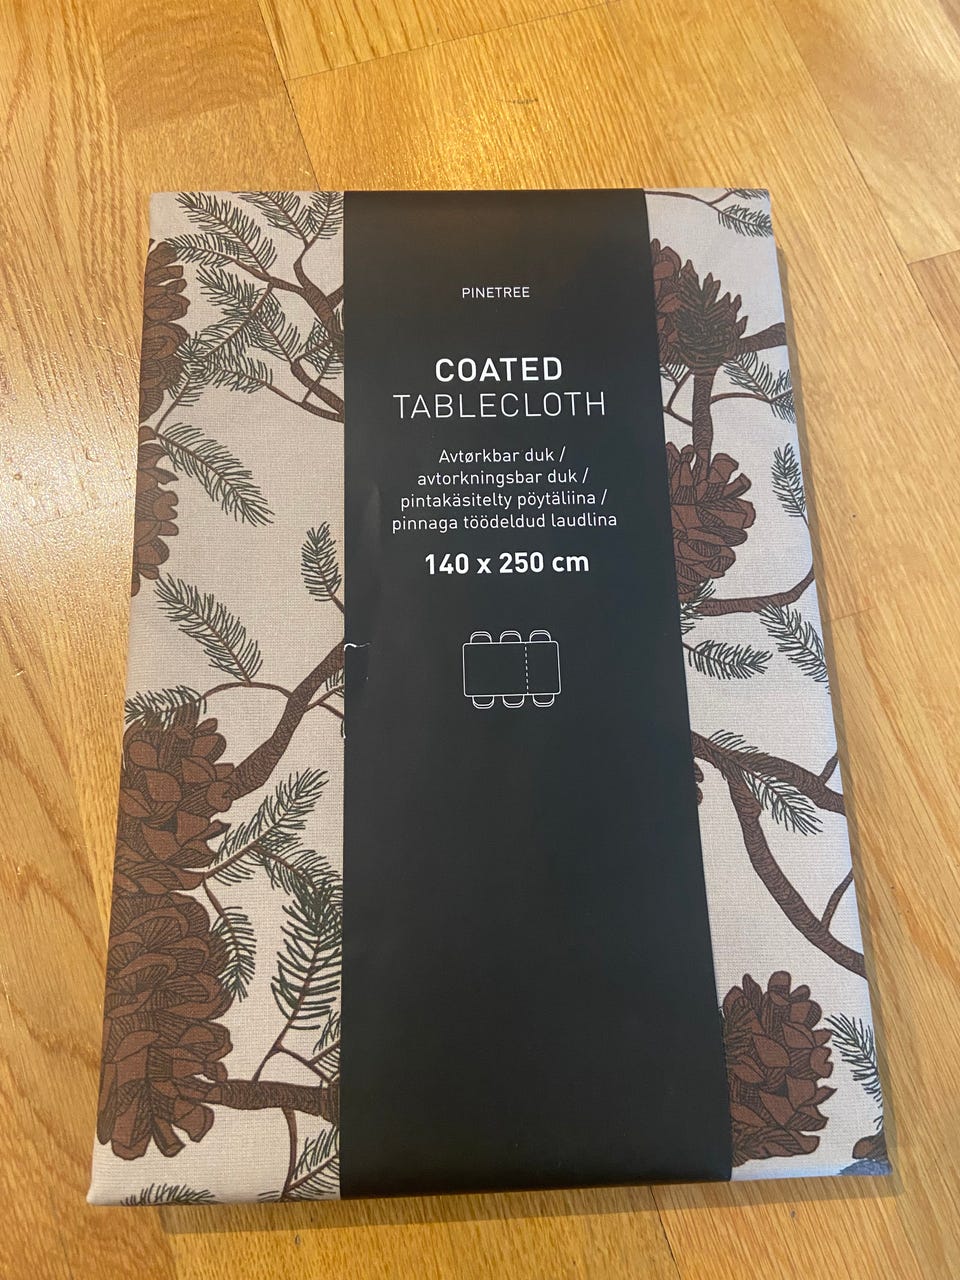 PINETREE
COATED
TABLECLOTH
Avtørkbar duk /
avtorkningsbar duk /
pintakäsitelty pöytäliina /
pinnaga töödeldud laudlina
140 x 250 cm